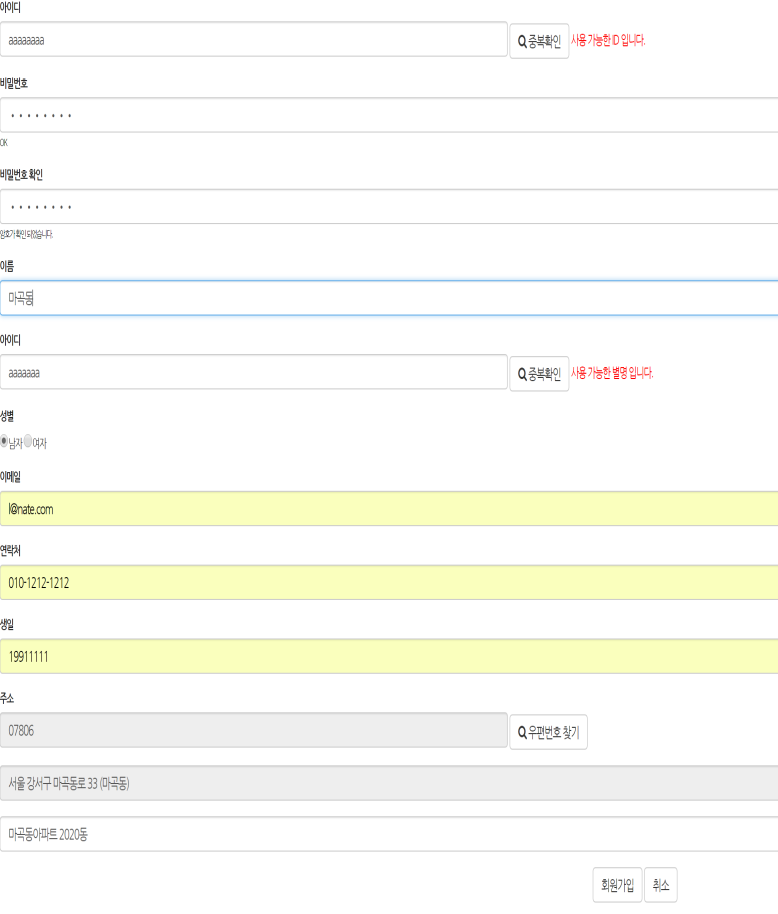 아이디
aaaaaaaa 중복확인 사용 가능한 ID 입니다.
비밀번호
••••••••
OK
비밀번호 확인
••••••••
암호가 확인 되었습니다.
이름
마곡동
아이디
aaaaaaa 중복확인 사용 가능한 별명 입니다.
성별
남자 여자
이메일
l@nate.com
연락처
010-1212-1212
생일
19911111
주소
07806 우편번호 찾기
서울 강서구 마곡동로 33 (마곡동)
마곡동아파트 2020동
회원가입 취소